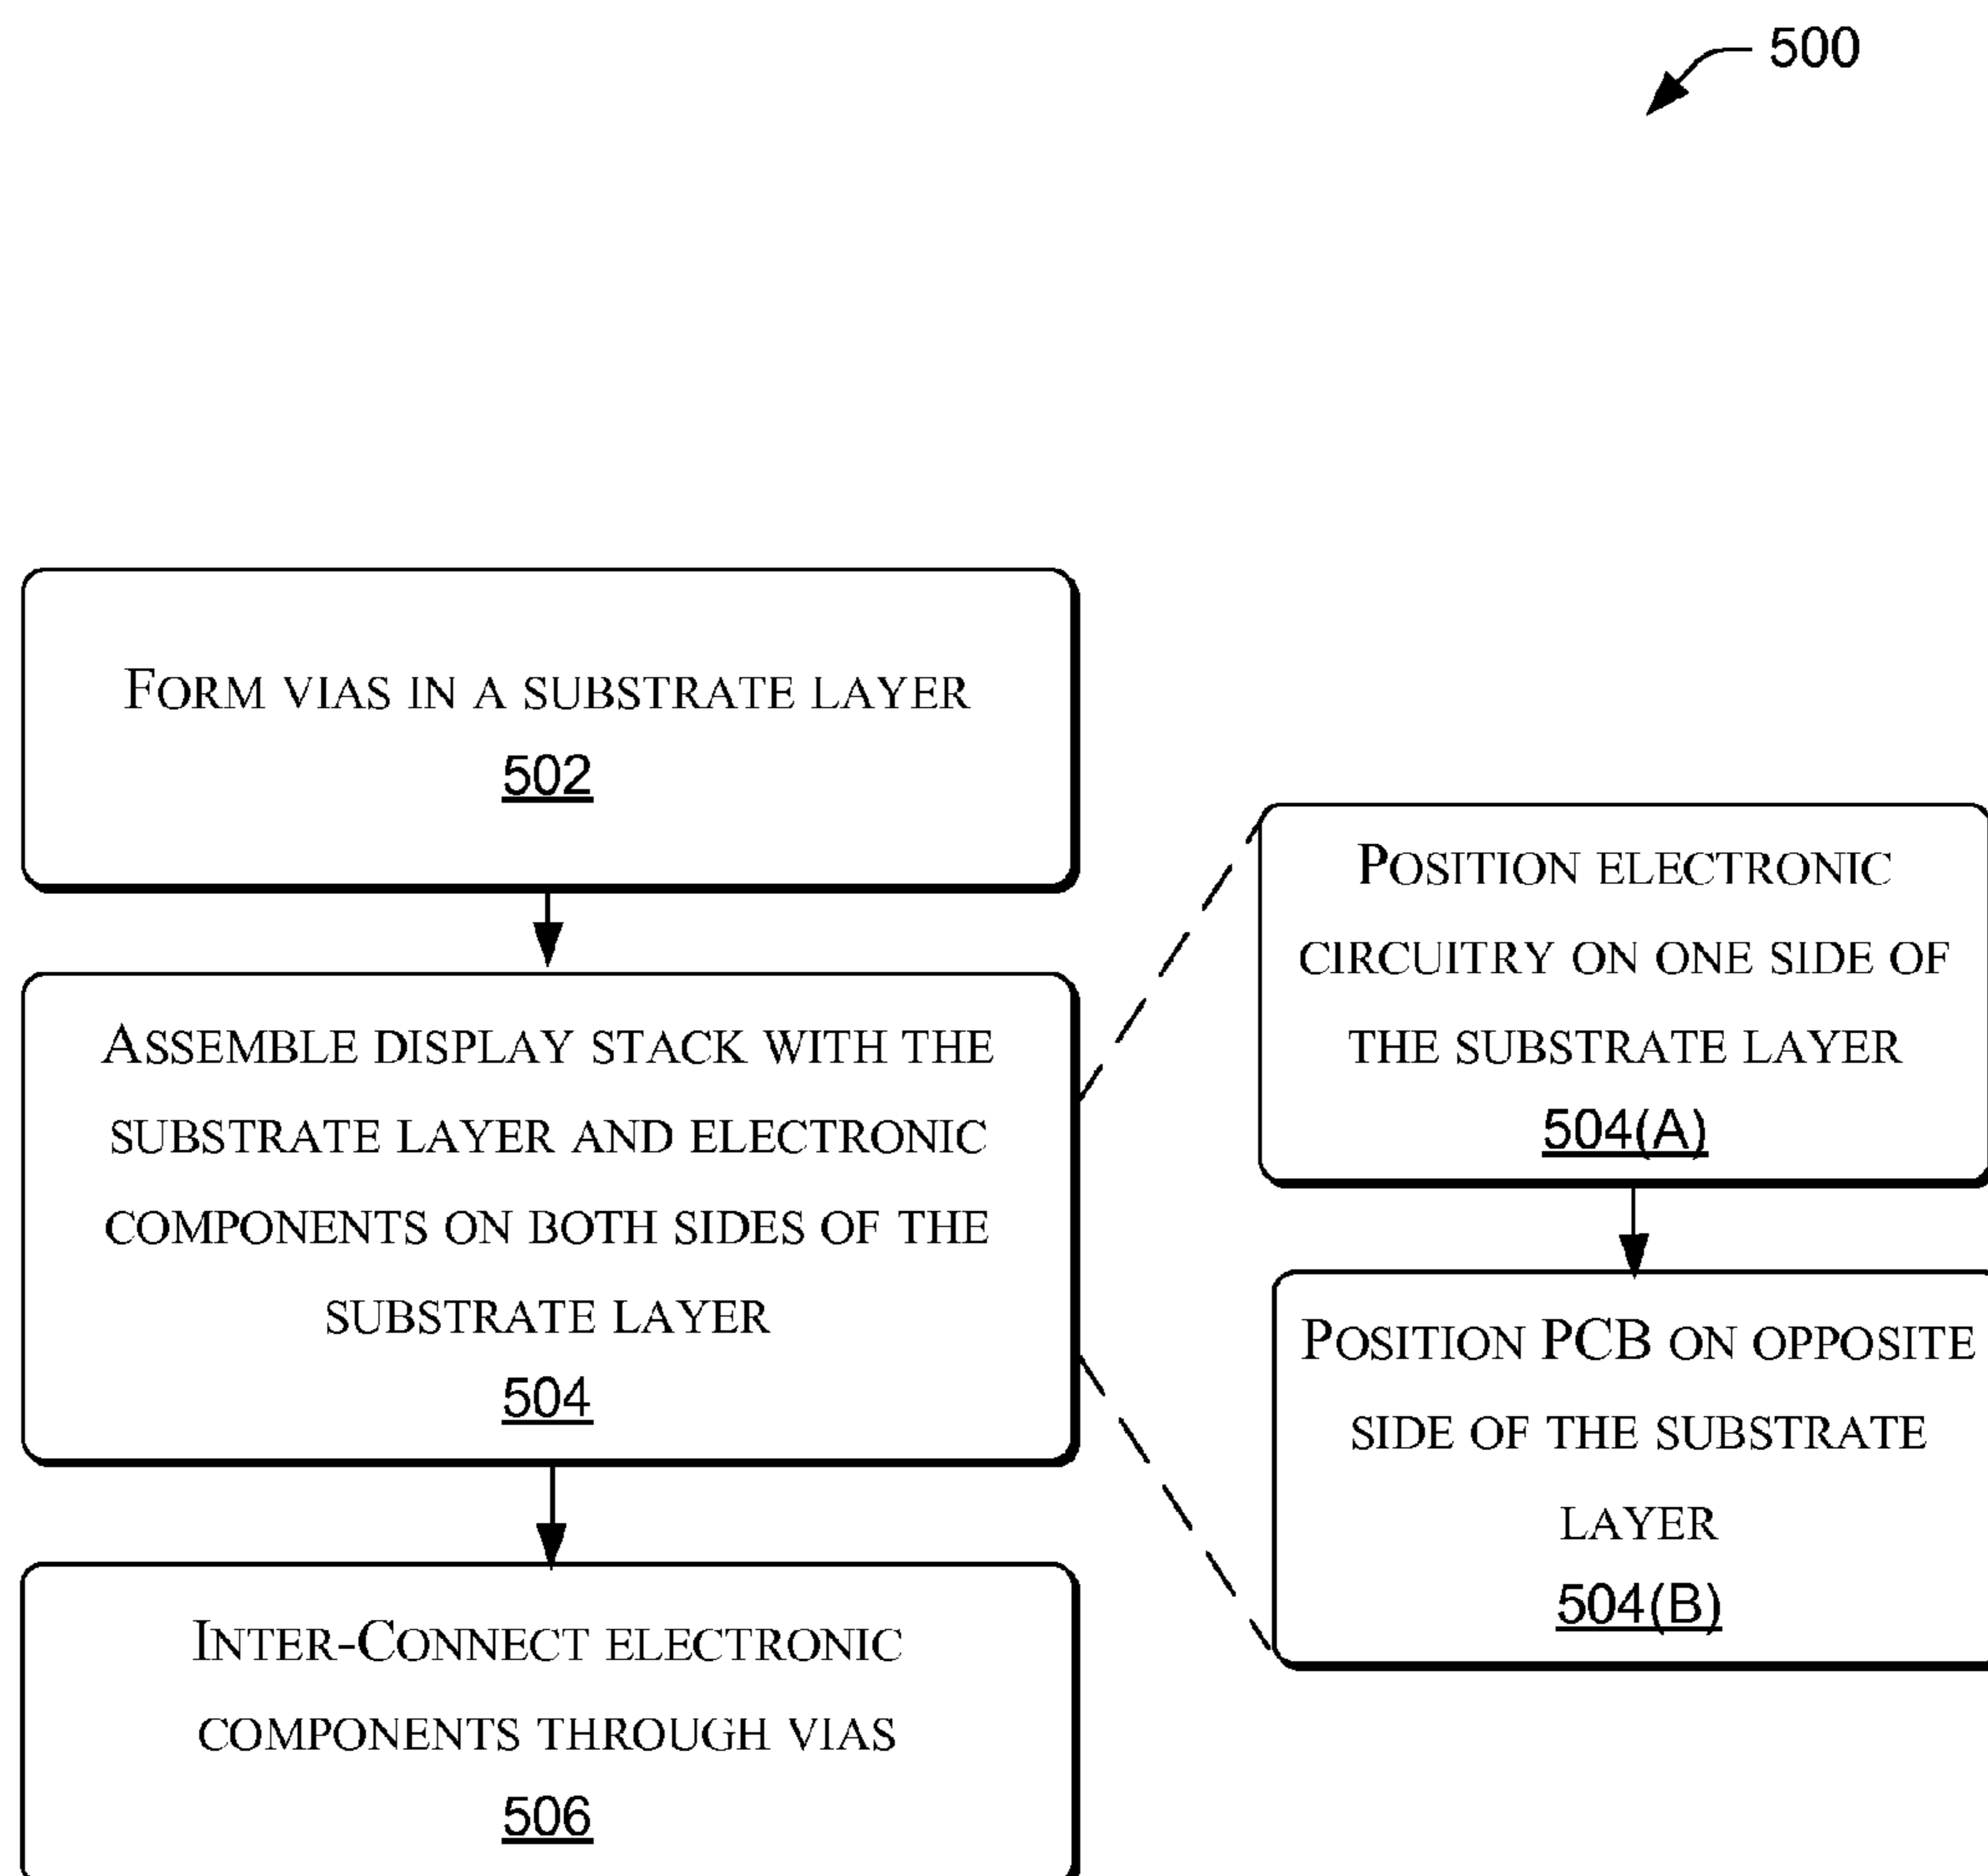 500
FORM VIAS IN A SUBSTRATE LAYER
502
ASSEMBLE DISPLAY STACK WITH THE
SUBSTRATE LAYER AND ELECTRONIC
COMPONENTS ON BOTH SIDES OF THE
SUBSTRATE LAYER
504
INTER-CONNECT ELECTRONIC
COMPONENTS THROUGH VIAS
506
POSITION ELECTRONIC
CIRCUITRY ON ONE SIDE OF
THE SUBSTRATE LAYER
504(A)
POSITION PCB ON OPPOSITE
SIDE OF THE SUBSTRATE
LAYER
504(B)